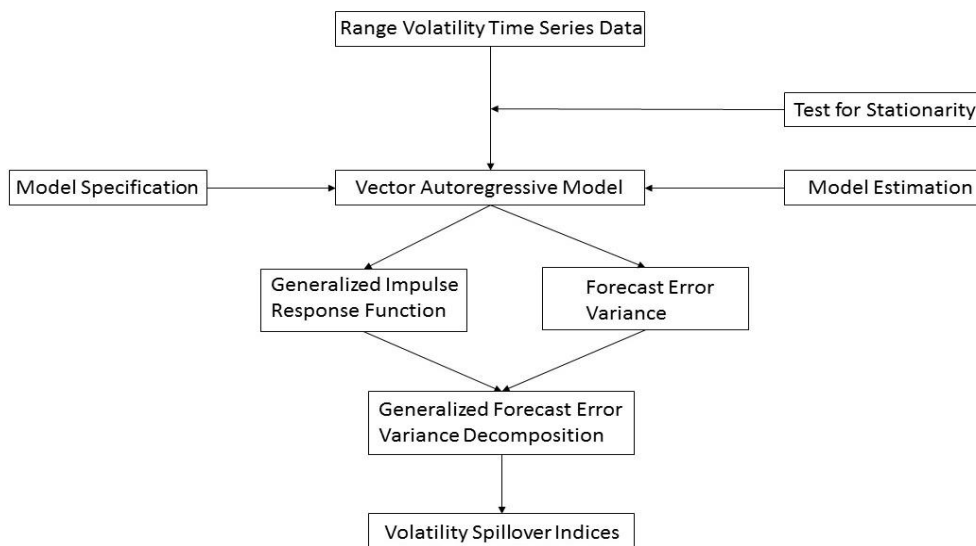 Range Volatility Time Series Data
Test for Stationarity
Model Specification
Vector Autoregressive Model
Model Estimation
Generalized Impulse
Response Function
Forecast Error
Variance
Generalized Forecast Error
Variance Decomposition
Volatility Spillover Indices